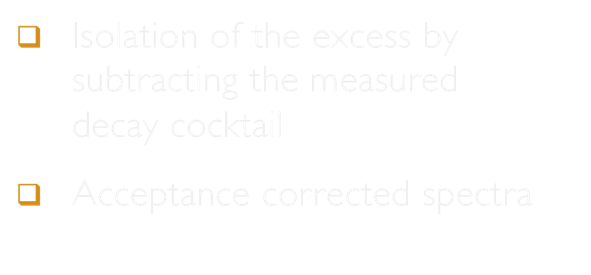 Isolation of the excess by
subtracting the measured
decay cocktail
Acceptance corrected spectra